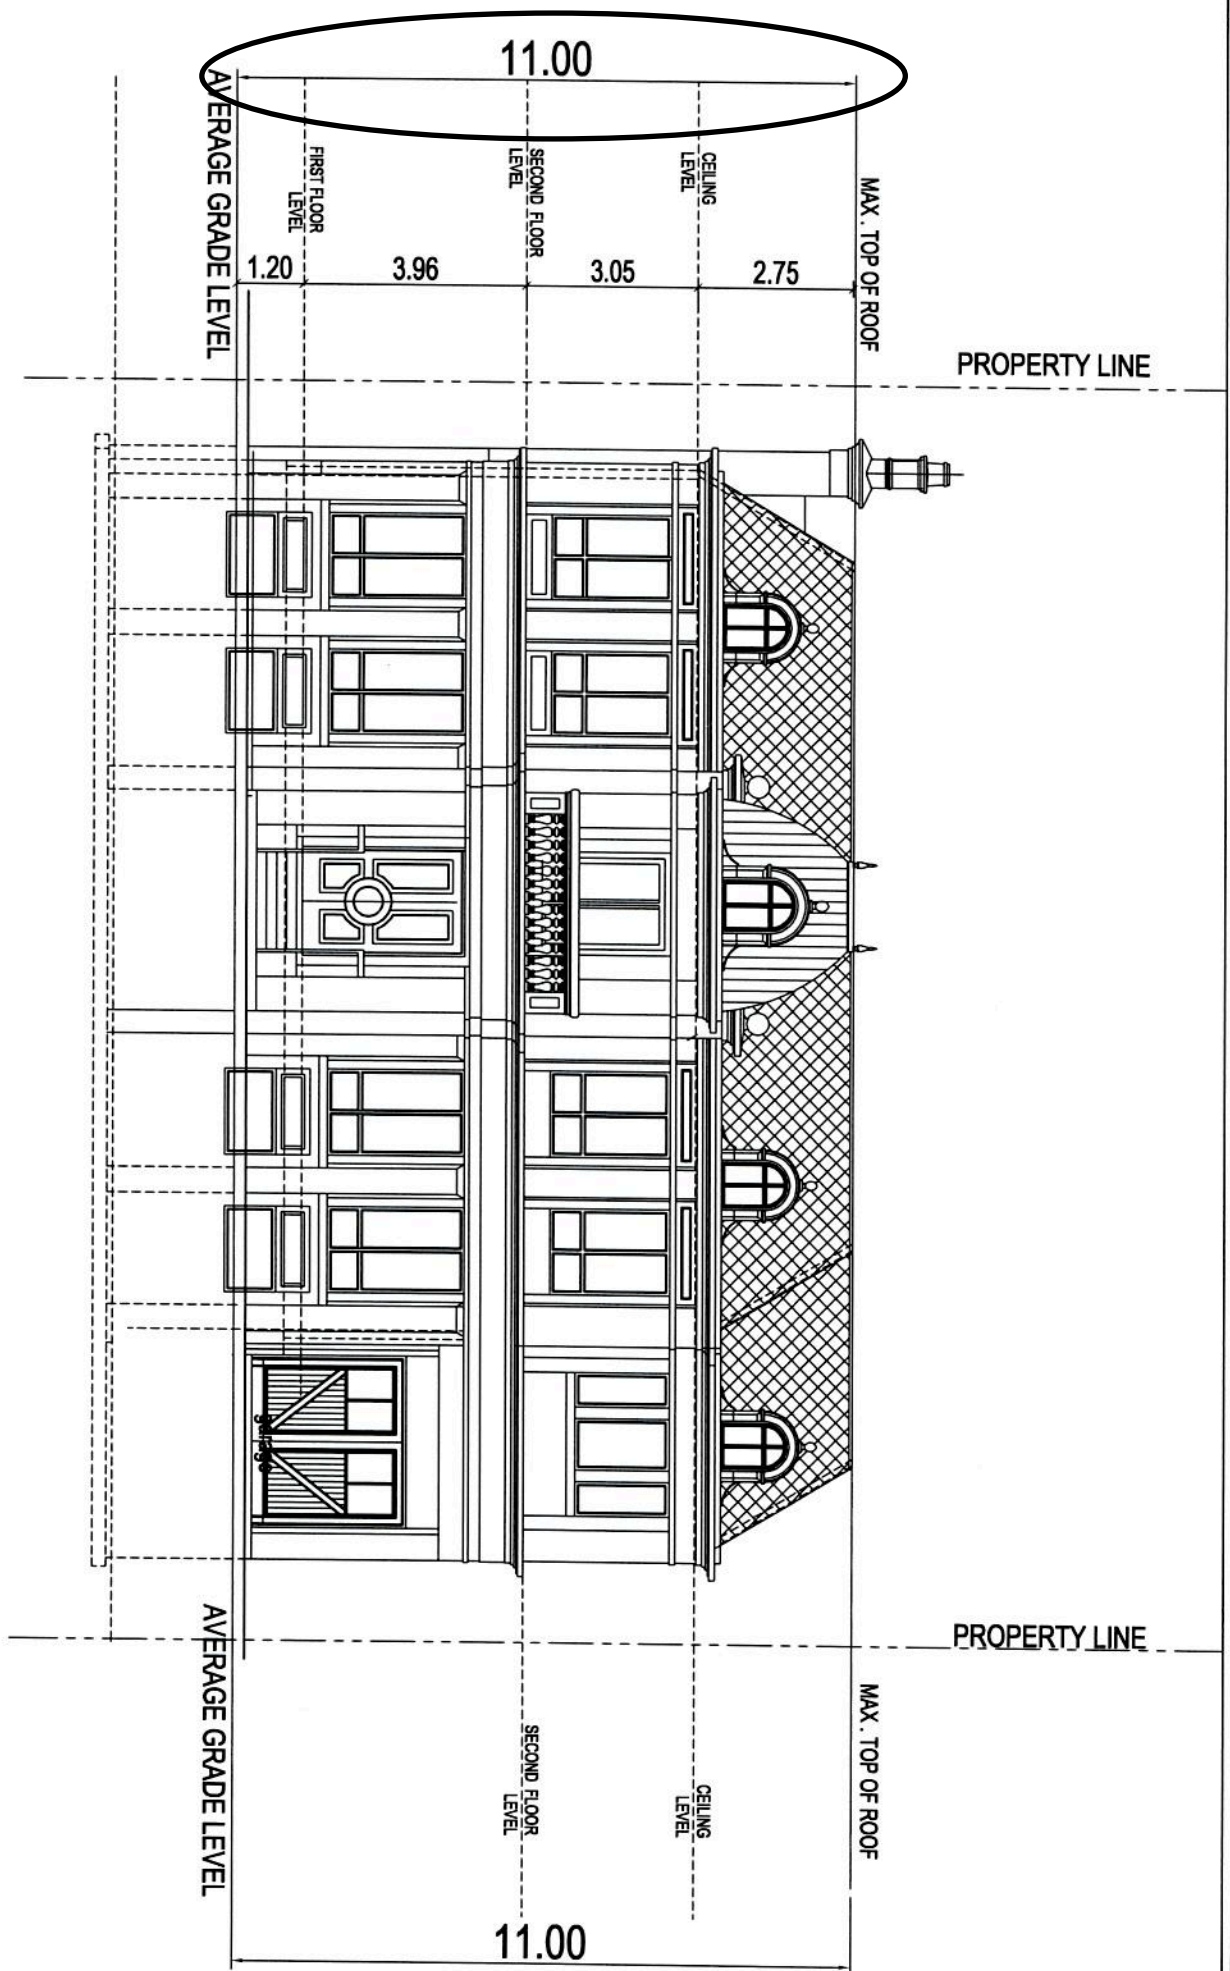 11.00
AVERAGE GRADE LEVEL
FIRST FLOOR
LEVEL
SECOND FLOOR
LEVEL
CEILING
LEVEL
MAX . TOP OF ROOF
1.20
3.96
3.05
2.75
PROPERTY LINE
garage
PROPERTY LINE
AVERAGE GRADE LEVEL
SECOND FLOOR
LEVEL
CEILING
LEVEL
MAX . TOP OF ROOF
11.00